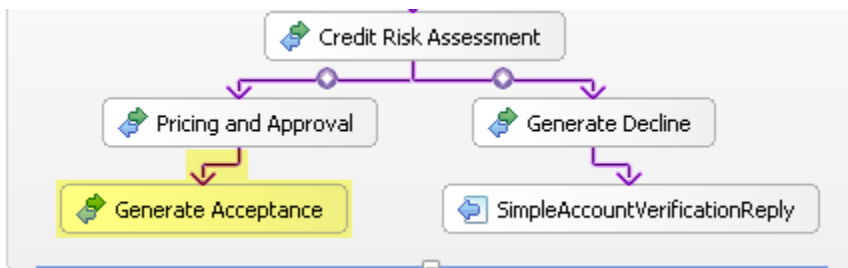 Credit Risk Assessment
Pricing and Approval
Generate Decline
Generate Acceptance
SimpleAccountVerificationReply